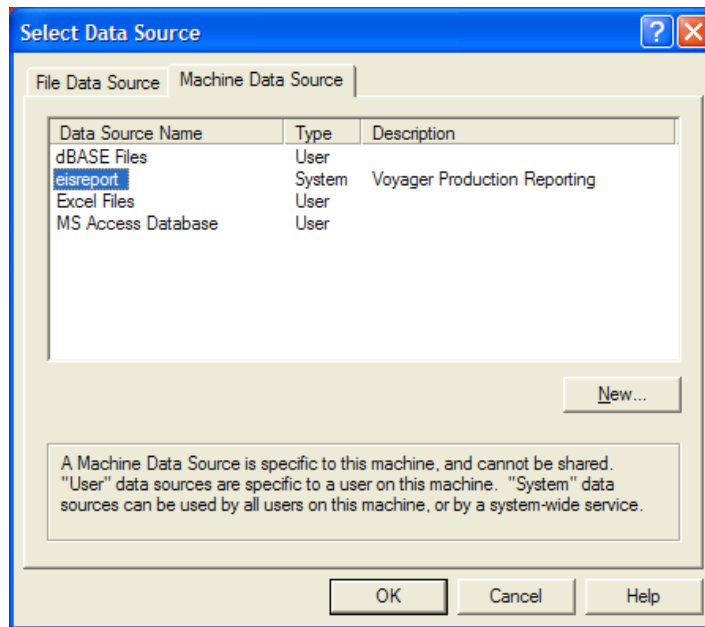 Select Data Source
File Data Source Machine Data Source
Data Source Name Type Description
dBASE Files User
eisreport System Voyager Production Reporting
Excel Files User
MS Access Database User
New...
A Machine Data Source is specific to this machine, and cannot be shared.
"User" data sources are specific to a user on this machine. "System" data
sources can be used by all users on this machine, or by a system-wide service.
OK Cancel Help